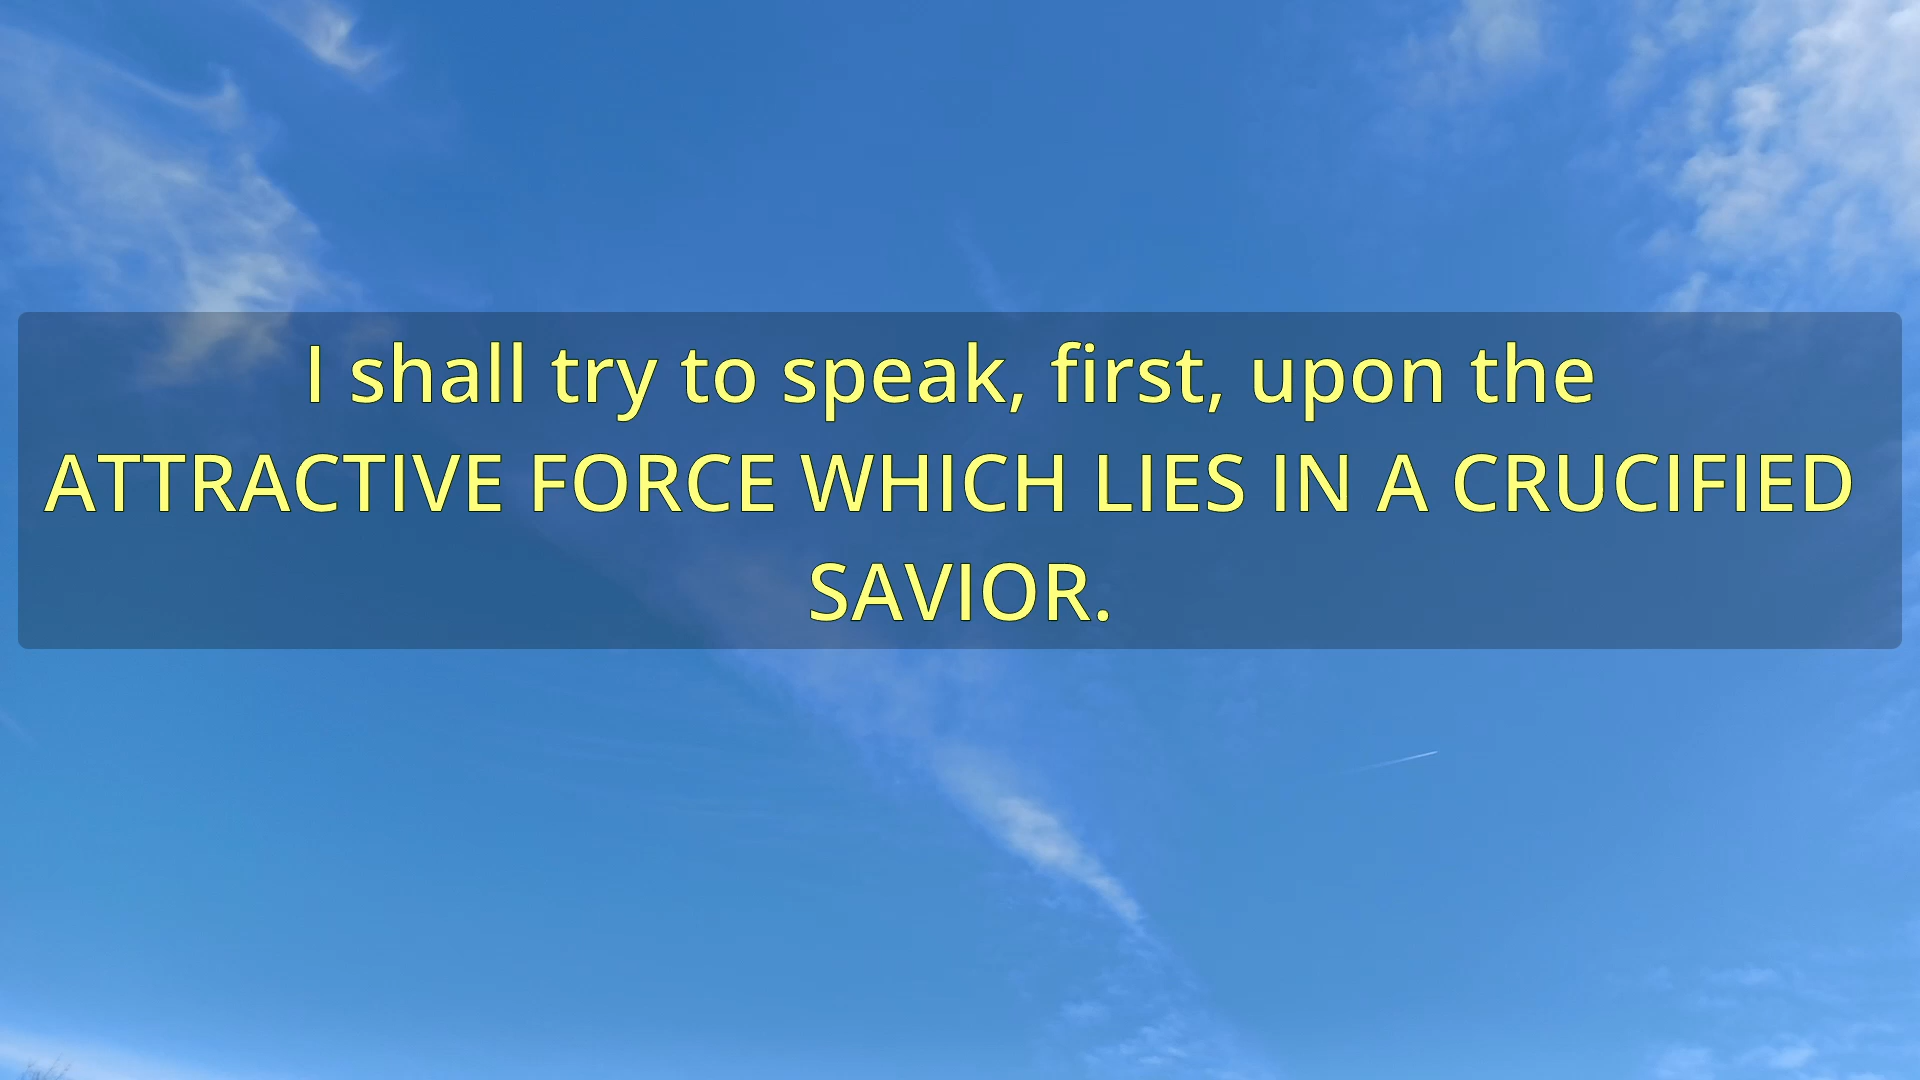 I shall try to speak, first, upon the
ATTRACTIVE FORCE WHICH LIES IN A CRUCIFIED
SAVIOR.